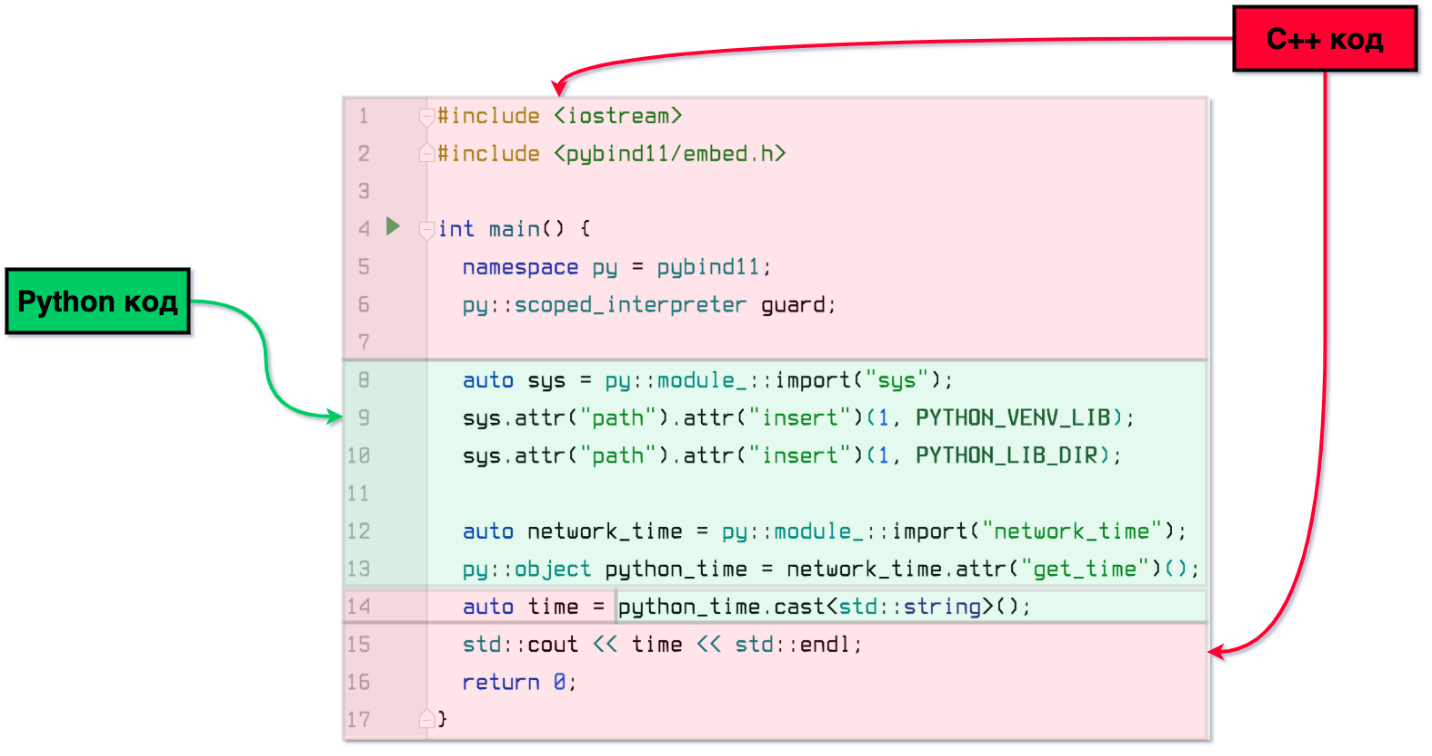 C++ код
Python код
1 #include <iostream>
2 #include <pybind11/embed.h>
3
4 int main() {
5 namespace py = pybind11;
6 py::scoped_interpreter guard;
7
8 auto sys = py::module_::import("sys");
9 sys.attr("path").attr("insert")(1, PYTHON_VENV_LIB);
10 sys.attr("path").attr("insert")(1, PYTHON_LIB_DIR);
11
12 auto network_time = py::module_::import("network_time");
13 py::object python_time = network_time.attr("get_time")();
14 auto time = python_time.cast<std::string>();
15 std::cout << time << std::endl;
16 return 0;
17 }